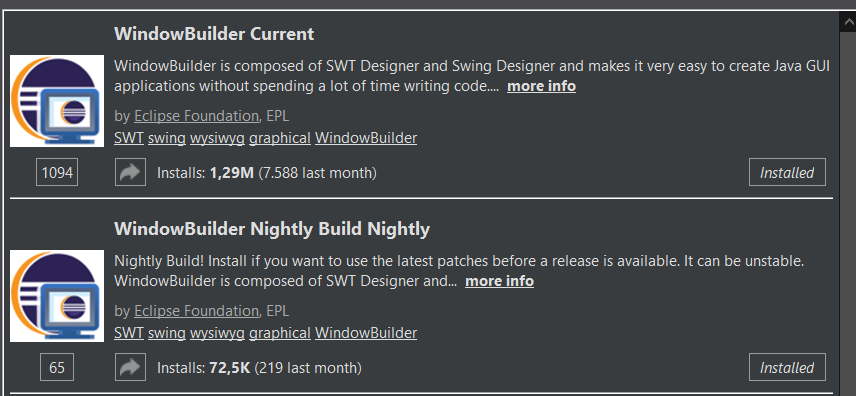 WindowBuilder Current
WindowBuilder is composed of SWT Designer and Swing Designer and makes it very easy to create Java GUI
applications without spending a lot of time writing code.... more info
by Eclipse Foundation, EPL
SWT swing wysiwyg graphical WindowBuilder
1094 Installs: 1,29M (7.588 last month) Installed
WindowBuilder Nightly Build Nightly
Nightly Build! Install if you want to use the latest patches before a release is available. It can be unstable.
WindowBuilder is composed of SWT Designer and... more info
by Eclipse Foundation, EPL
SWT swing wysiwyg graphical WindowBuilder
65 Installs: 72,5K (219 last month) Installed